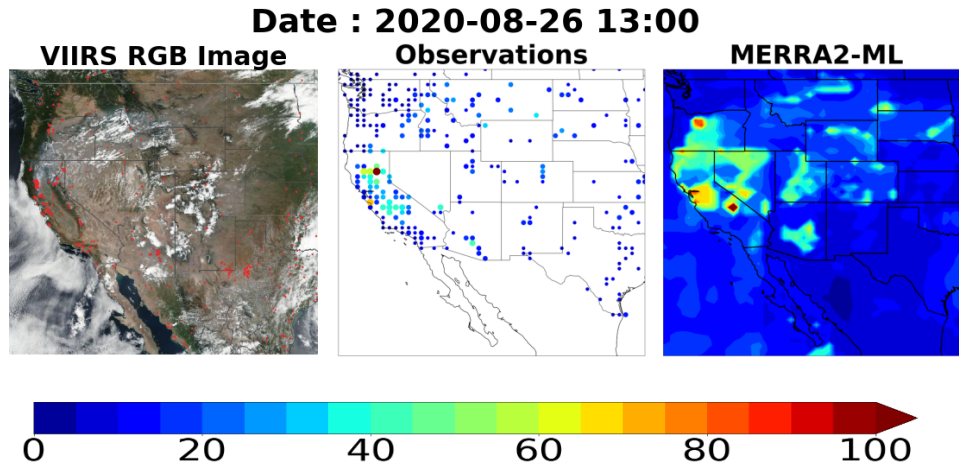 Date : 2020-08-26 13:00
VIIRS RGB Image
Observations
MERRA2-ML
0 20 40 60 80 100